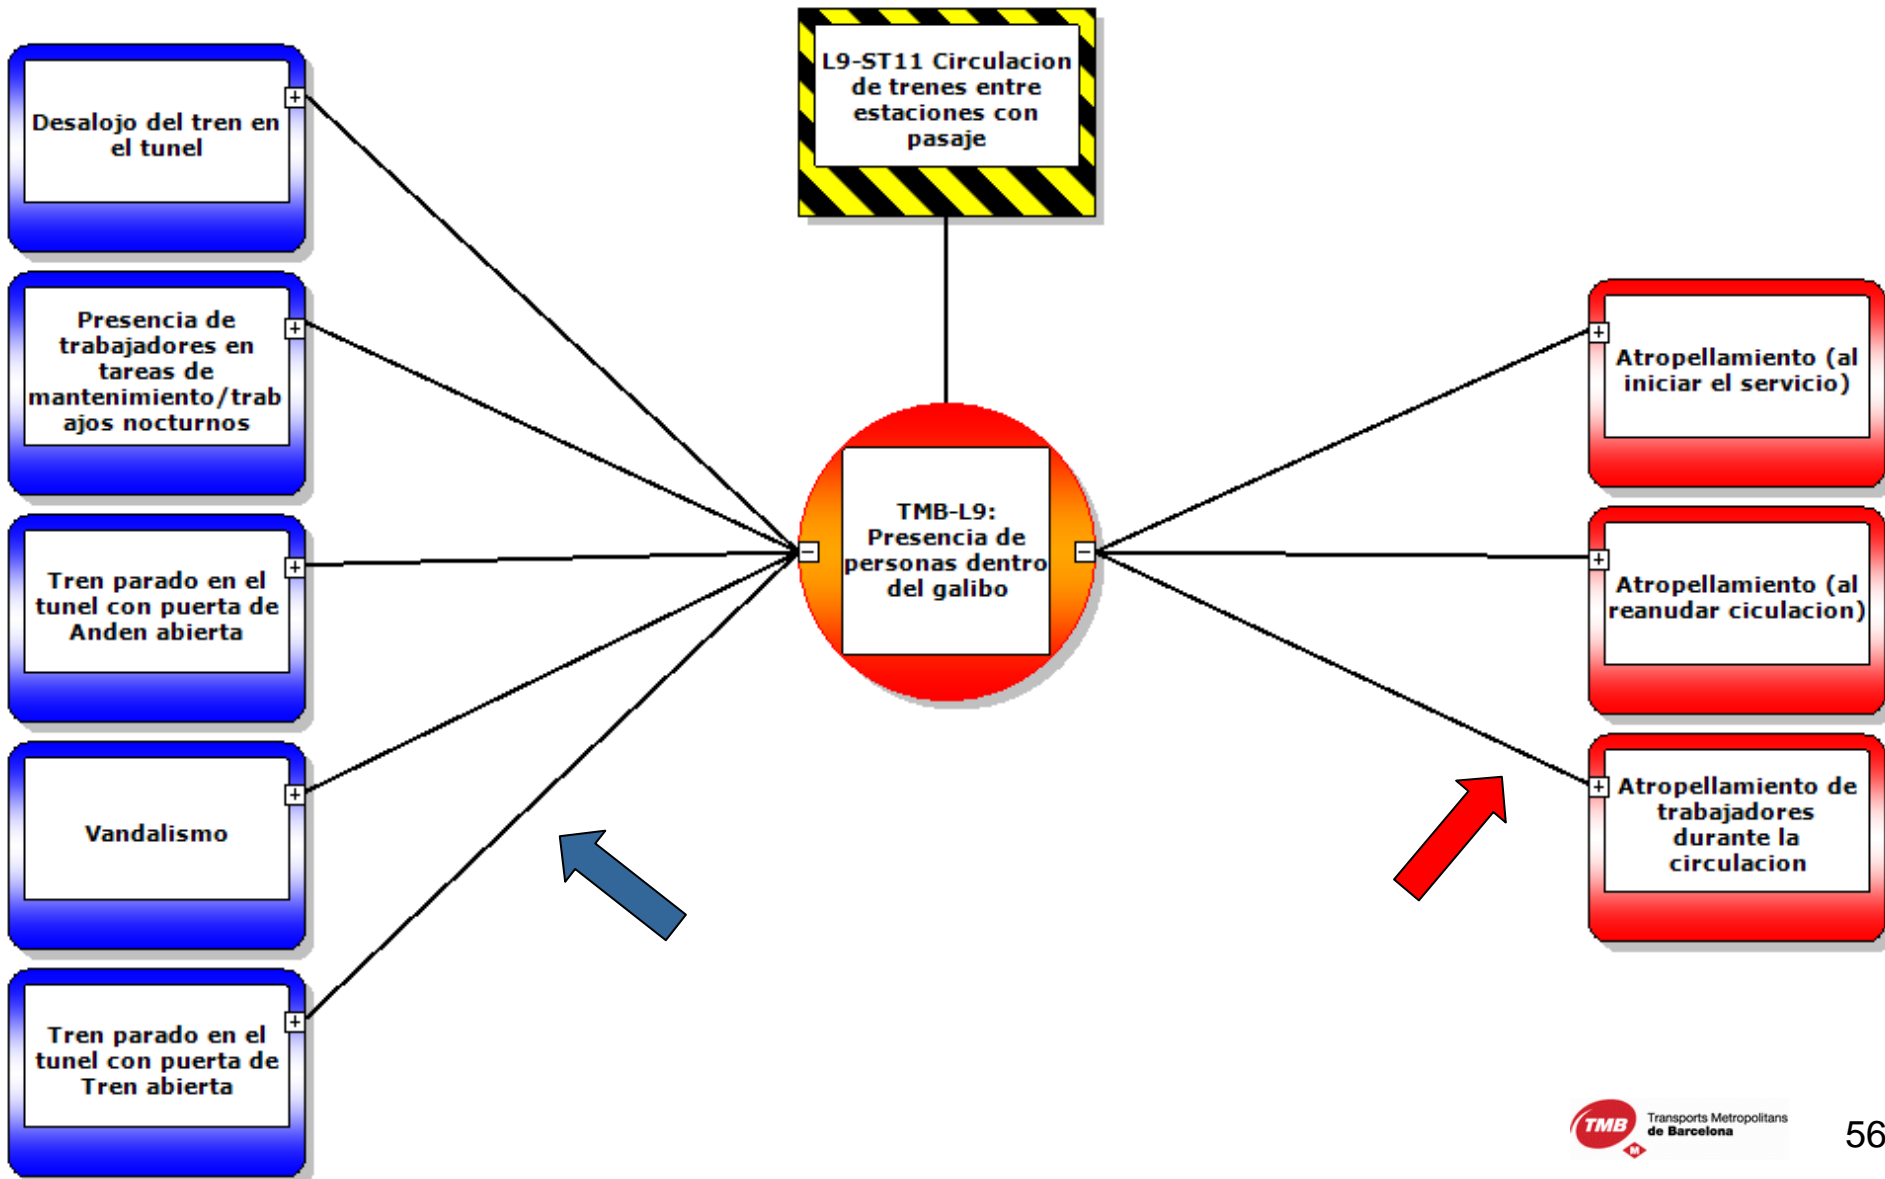 L9-ST11 Circulacion
de trenes entre
estaciones con
pasaje
Desalojo del tren en
el tunel
Presencia de
trabajadores en
tareas de
mantenimiento/trab
ajos nocturnos
Tren parado en el
tunel con puerta de
Anden abierta
Vandalismo
Tren parado en el
tunel con puerta de
Tren abierta
TMB-L9:
Presencia de
personas dentro
del galibo
Atropellamiento (al
iniciar el servicio)
Atropellamiento (al
reanudar ciculacion)
Atropellamiento de
trabajadores
durante la
circulacion
TMB
M
Transports Metropolitans
de Barcelona
56